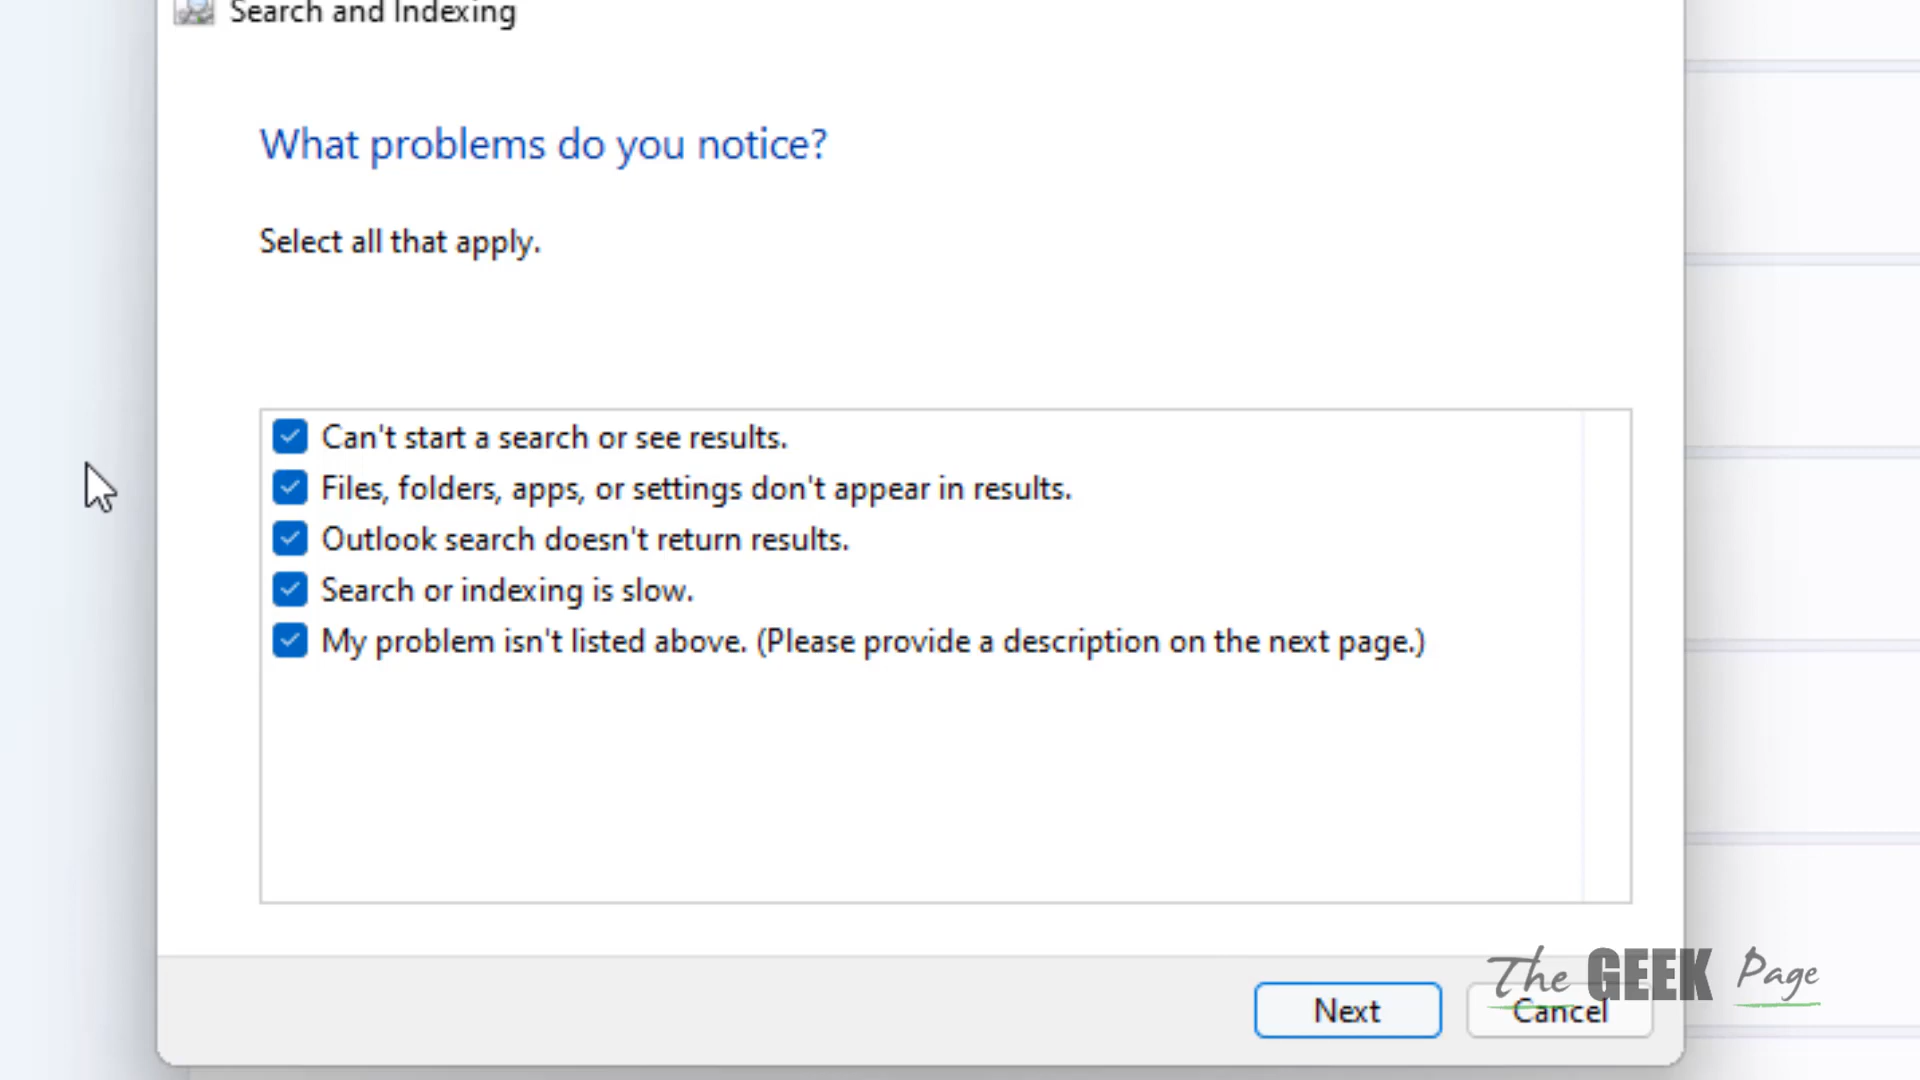 Search and Indexing
What problems do you notice?
Select all that apply.
Can't start a search or see results.
Files, folders, apps, or settings don't appear in results.
Outlook search doesn't return results.
Search or indexing is slow.
My problem isn't listed above. (Please provide a description on the next page.)
The GEEK Page
Next
Cancel